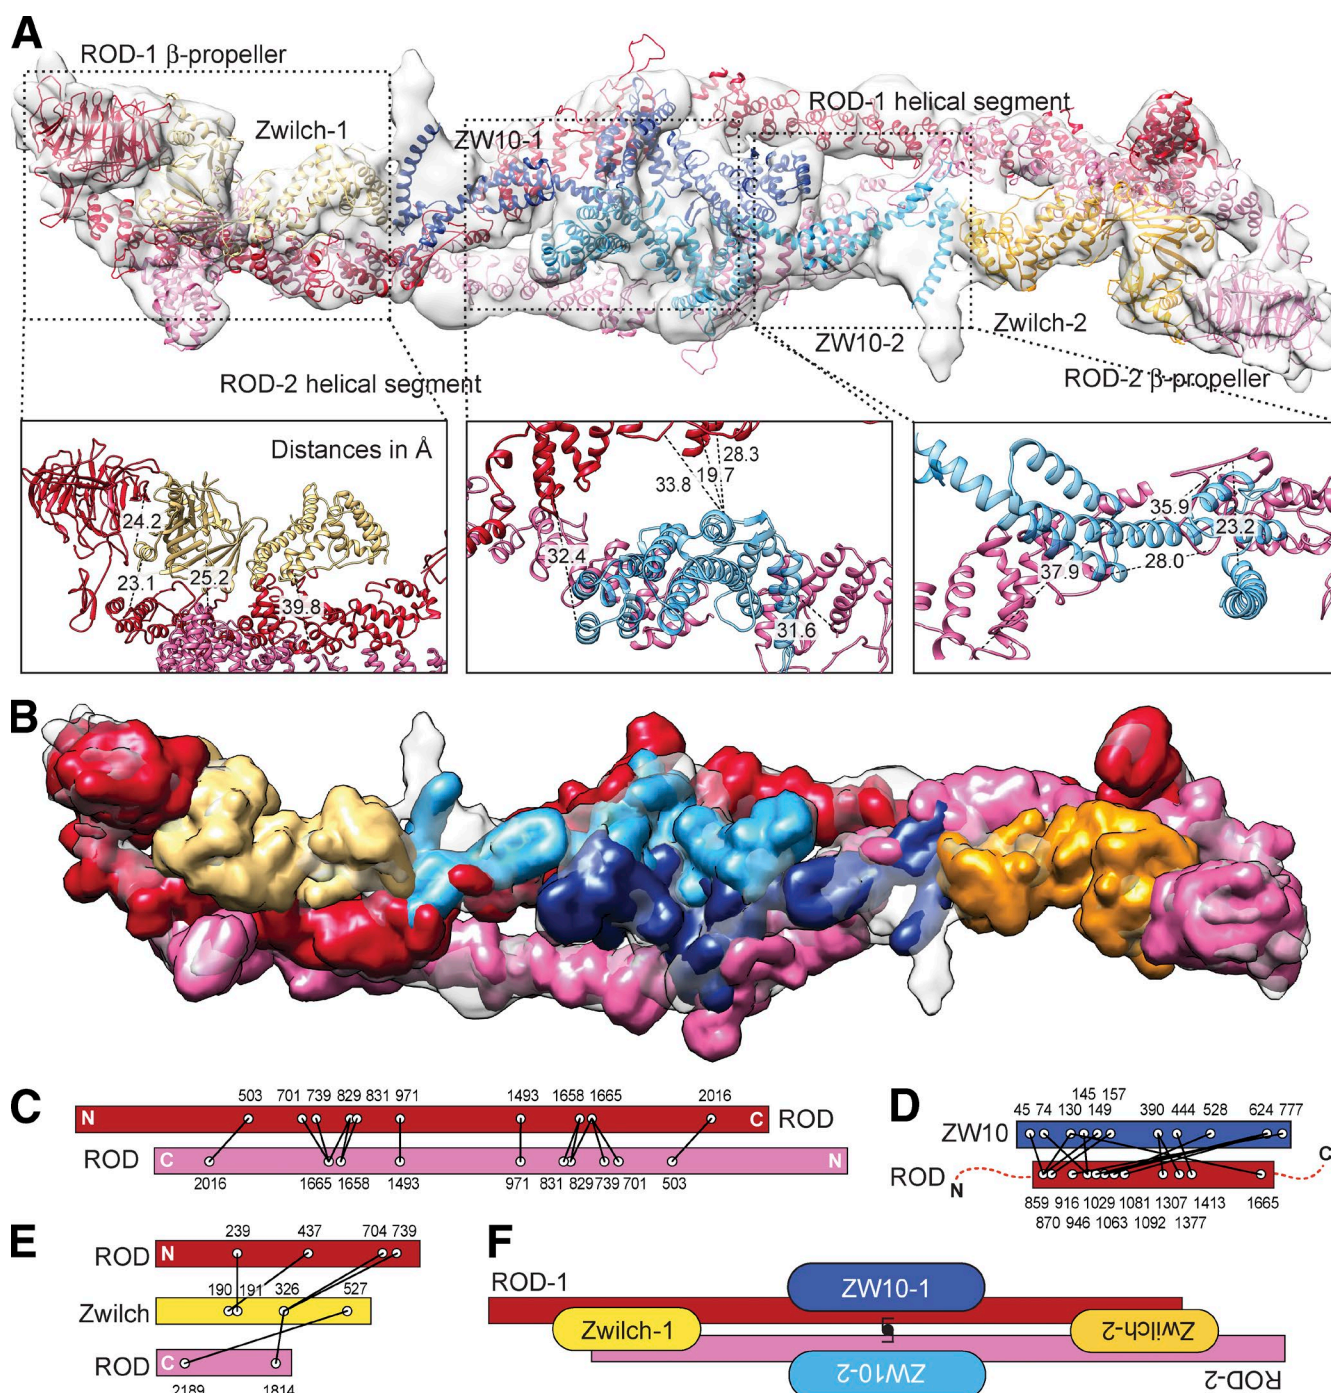 A
ROD-1 β-propeller
Zwilch-1
ZW10-1
ROD-1 helical segment
ZW10-2
Zwilch-2
ROD-2 helical segment
ROD-2 β-propeller
Distances in Å
24.2
23.1
25.2
39.8
28.3
19.7
33.8
32.4
31.6
35.9
23.2
28.0
37.9
B
C
503 701 739 829 831 971 1493 1658 1665 2016
N C ROD
ROD C N
2016 1665 1658 1493 971 831 829 739 701 503
D
145 157
45 74 130 149 390 444 528 624 777
ZW10
ROD N C
859 916 1029 1081 1307 1413 1665
870 946 1063 1092 1377
E
239 437 704 739
ROD N
190 191 326 527
Zwilch
ROD C
2189 1814
F
ROD-1
ZW10-1
Zwilch-1
Zwilch-2
ZW10-2
ROD-2